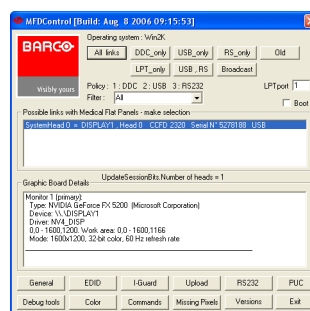 MFDControl [Build: Aug 8 2006 09:15:53]
BARCO
Visibly yours
Operating system : Win2K
All links DDC_only USB_only RS_only Old
LPT_only USB , RS Broadcast
Policy : 1 : DDC 2 : USB 3 : RS232 LPTport 1
Filter : All Boot
Possible links with Medical Flat Panels - make selection
SystemHead 0 = DISPLAY1 , Head 0 CCFD 2320 Serial N° 5278188 USB
UpdateSessionBits.Number of heads = 1
Graphic Board Details
Monitor 1 (primary):
Type: NVIDIA GeForce FX 5200 (Microsoft Corporation)
Device: \\.\DISPLAY1
Driver: NV4_DISP
0,0 - 1600,1200. Work area: 0,0 - 1600,1166
Mode: 1600x1200, 32-bit color, 60 Hz refresh rate
General EDID I-Guard Upload RS232 PUC
Debug tools Color Commands Missing Pixels Versions Exit